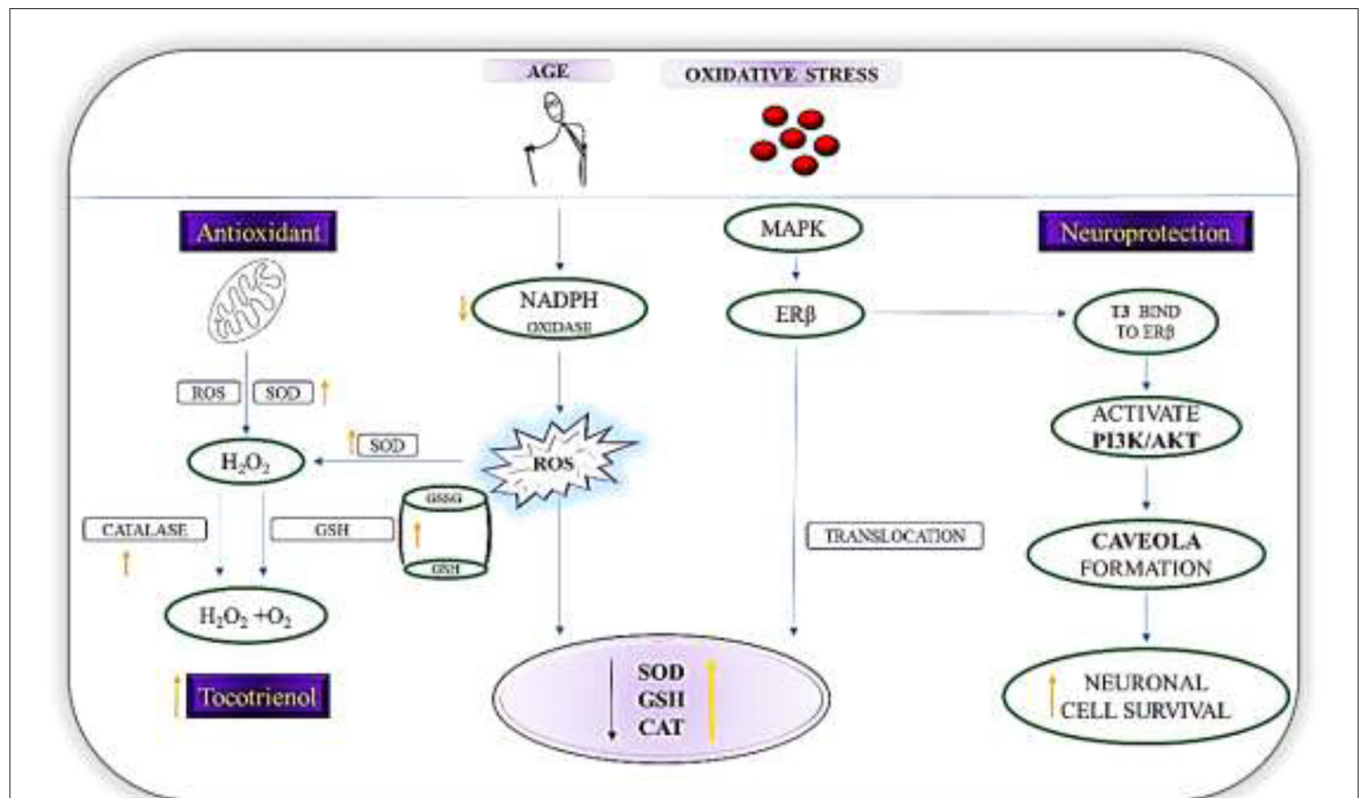 AGE
OXIDATIVE STRESS
Antioxidant
MAPK
Neuroprotection
NADPH
OXIDASE
ERβ
T3 BIND
TO ERβ
ROS
SOD
ACTIVATE
PI3K/AKT
SOD
H₂O₂
ROS
GSSG
CATALASE
GSH
GSH
TRANSLOCATION
CAVEOLA
FORMATION
H₂O₂ +O₂
Tocotrienol
SOD
GSH
CAT
NEURONAL
CELL SURVIVAL